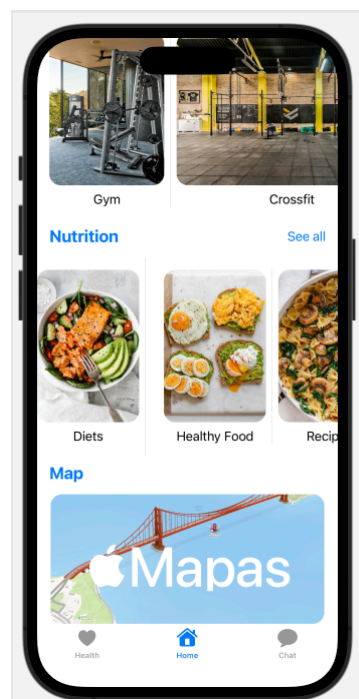 Gym
Crossfit
Nutrition
See all
Diets
Healthy Food
Recip
Map
Mapas
Health
Home
Chat